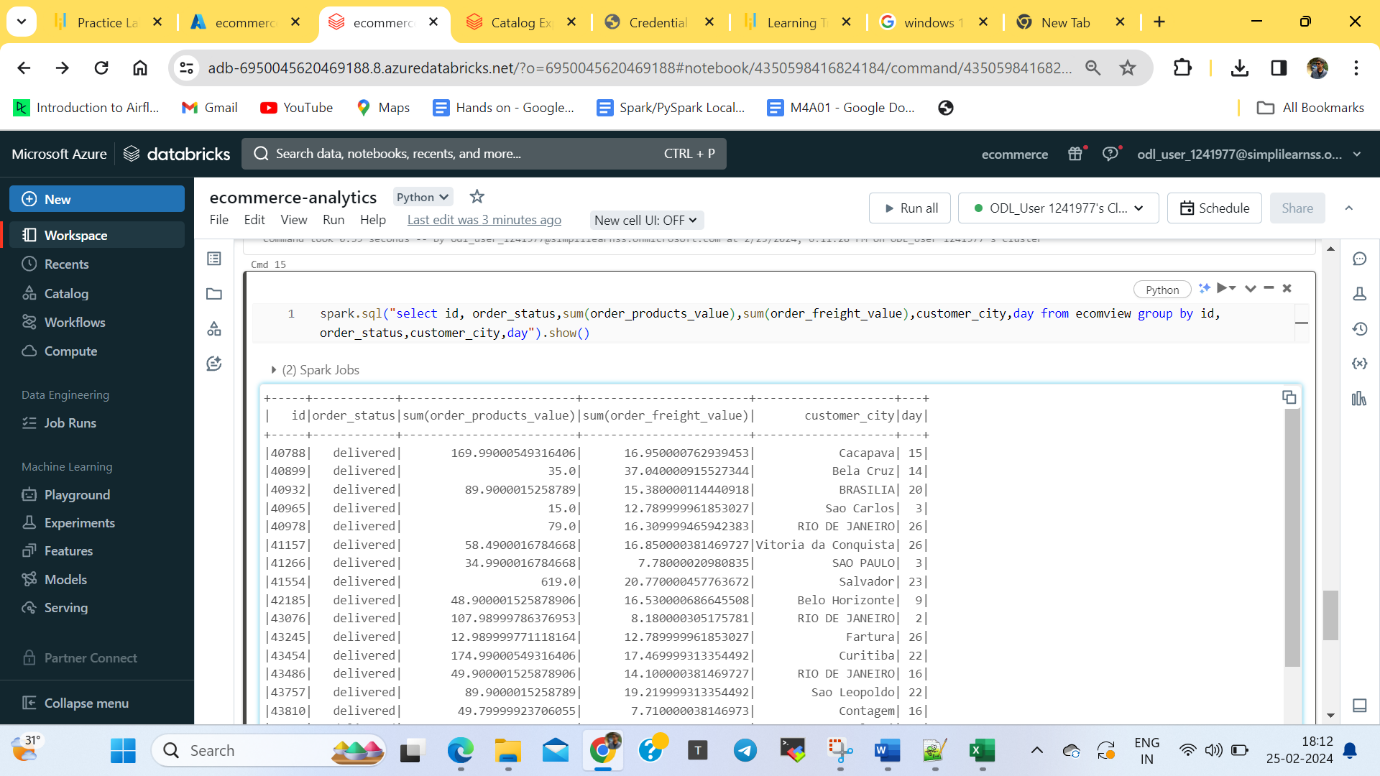 Practice La
ecommerc
ecommerc
Catalog Ex
Credential
Learning T
windows 1
New Tab
adb-6950045620469188.8.azuredatabricks.net/?o=6950045620469188#notebook/4350598416824184/command/435059841682...
Introduction to Airfl...
Gmail
YouTube
Maps
Hands on - Google...
Spark/PySpark Local...
M4A01 - Google Do...
All Bookmarks
Microsoft Azure
databricks
Search data, notebooks, recents, and more...
CTRL + P
ecommerce
odl_user_1241977@simplilearnss.o...
New
Workspace
Recents
Catalog
Workflows
Compute
Data Engineering
Job Runs
Machine Learning
Playground
Experiments
Features
Models
Serving
Partner Connect
Collapse menu
ecommerce-analytics
Python
File Edit View Run Help Last edit was 3 minutes ago
New cell UI: OFF
Run all
ODL_User 1241977's Cl...
Schedule
Share
Cmd 15
Python
1 spark.sql("select id, order_status,sum(order_products_value),sum(order_freight_value),customer_city,day from ecomview group by id,
order_status,customer_city,day").show()
(2) Spark Jobs
+-----+------------+-------------------------+------------------------+--------------------+---+
|   id|order_status|sum(order_products_value)|sum(order_freight_value)|       customer_city|day|
+-----+------------+-------------------------+------------------------+--------------------+---+
|40788|   delivered|       169.99000549316406|      16.950000762939453|            Cacapava| 15|
|40899|   delivered|                     35.0|      37.040000915527344|           Bela Cruz| 14|
|40932|   delivered|         89.9000015258789|      15.380000114440918|            BRASILIA| 20|
|40965|   delivered|                     15.0|      12.789999961853027|          Sao Carlos|  3|
|40978|   delivered|                     79.0|      16.309999465942383|      RIO DE JANEIRO| 26|
|41157|   delivered|         58.4900016784668|      16.850000381469727|Vitoria da Conquista| 26|
|41266|   delivered|         34.9900016784668|        7.78000020980835|           SAO PAULO|  3|
|41554|   delivered|                    619.0|      20.770000457763672|            Salvador| 23|
|42185|   delivered|       48.900001525878906|      16.530000686645508|      Belo Horizonte|  9|
|43076|   delivered|       107.98999786376953|       8.180000305175781|      RIO DE JANEIRO|  2|
|43245|   delivered|       12.989999771118164|      12.789999961853027|             Fartura| 26|
|43454|   delivered|       174.99000549316406|      17.469999313354492|            Curitiba| 22|
|43486|   delivered|       49.900001525878906|      14.100000381469727|      RIO DE JANEIRO| 16|
|43757|   delivered|         89.9000015258789|      19.219999313354492|        Sao Leopoldo| 22|
|43810|   delivered|        49.79999923706055|       7.710000038146973|            Contagem| 16|
31°
Search
ENG
IN
18:12
25-02-2024